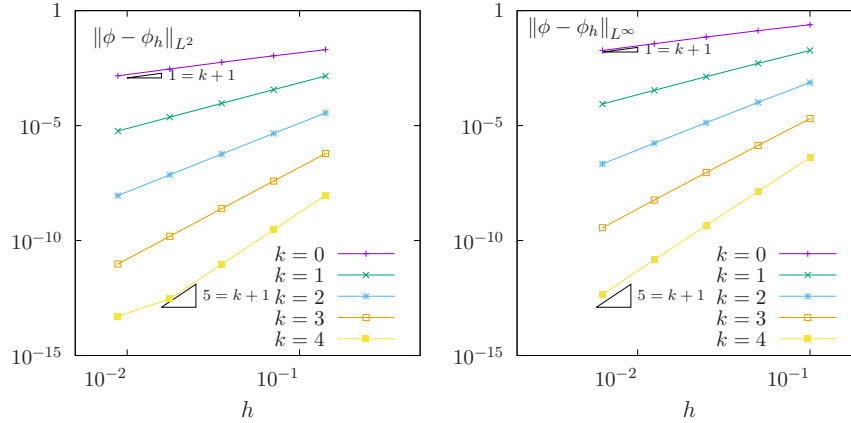 1
10^{-5}
10^{-10}
10^{-15}
‖ϕ − ϕ_h‖_{L^2}
1 = k + 1
k = 0
k = 1
k = 2
k = 3
k = 4
5 = k + 1
10^{-2}
10^{-1}
h
1
10^{-5}
10^{-10}
10^{-15}
‖ϕ − ϕ_h‖_{L^∞}
1 = k + 1
k = 0
k = 1
k = 2
k = 3
k = 4
5 = k + 1
10^{-2}
10^{-1}
h